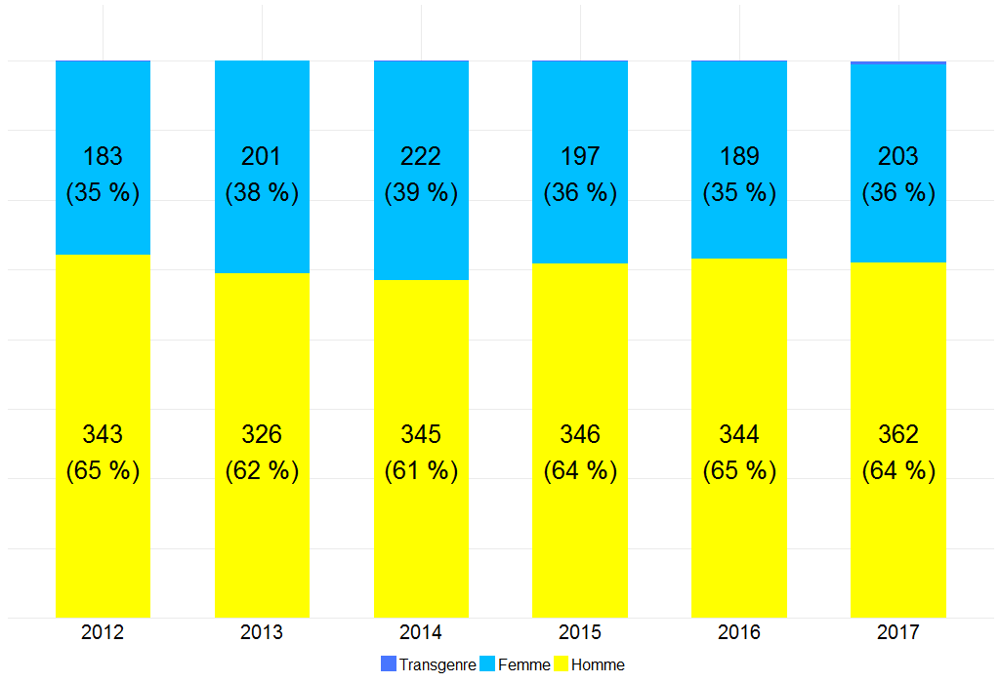 183 201 222 197 189 203
(35 %) (38 %) (39 %) (36 %) (35 %) (36 %)
343 326 345 346 344 362
(65 %) (62 %) (61 %) (64 %) (65 %) (64 %)
2012 2013 2014 2015 2016 2017
Transgenre Femme Homme